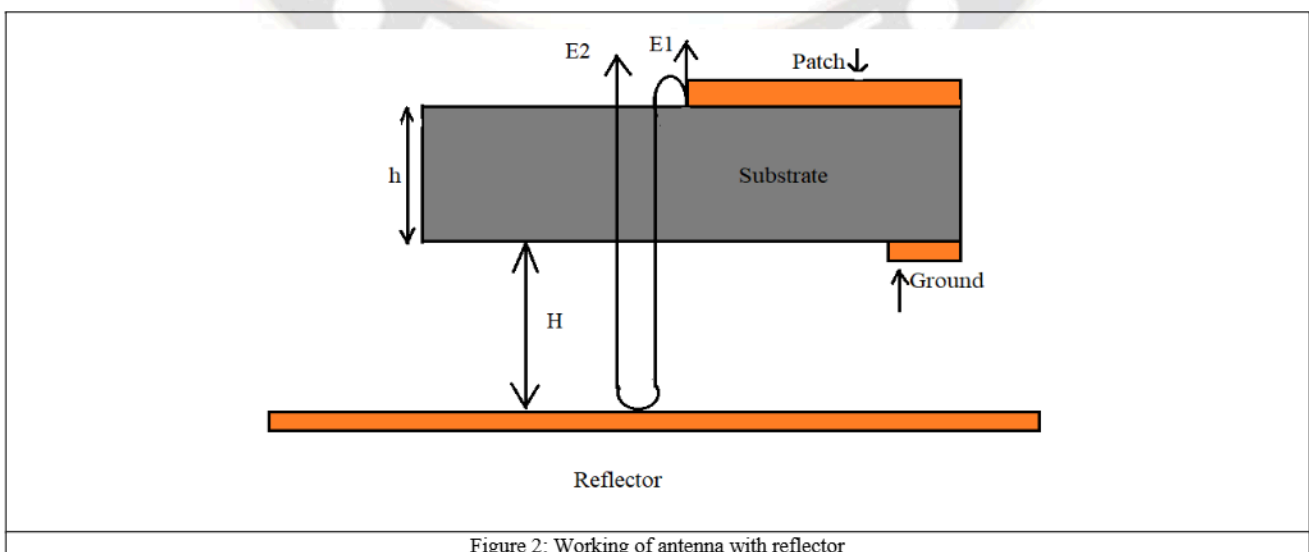 E2
E1
Patch
h
Substrate
Ground
H
Reflector
Figure 2: Working of antenna with reflector